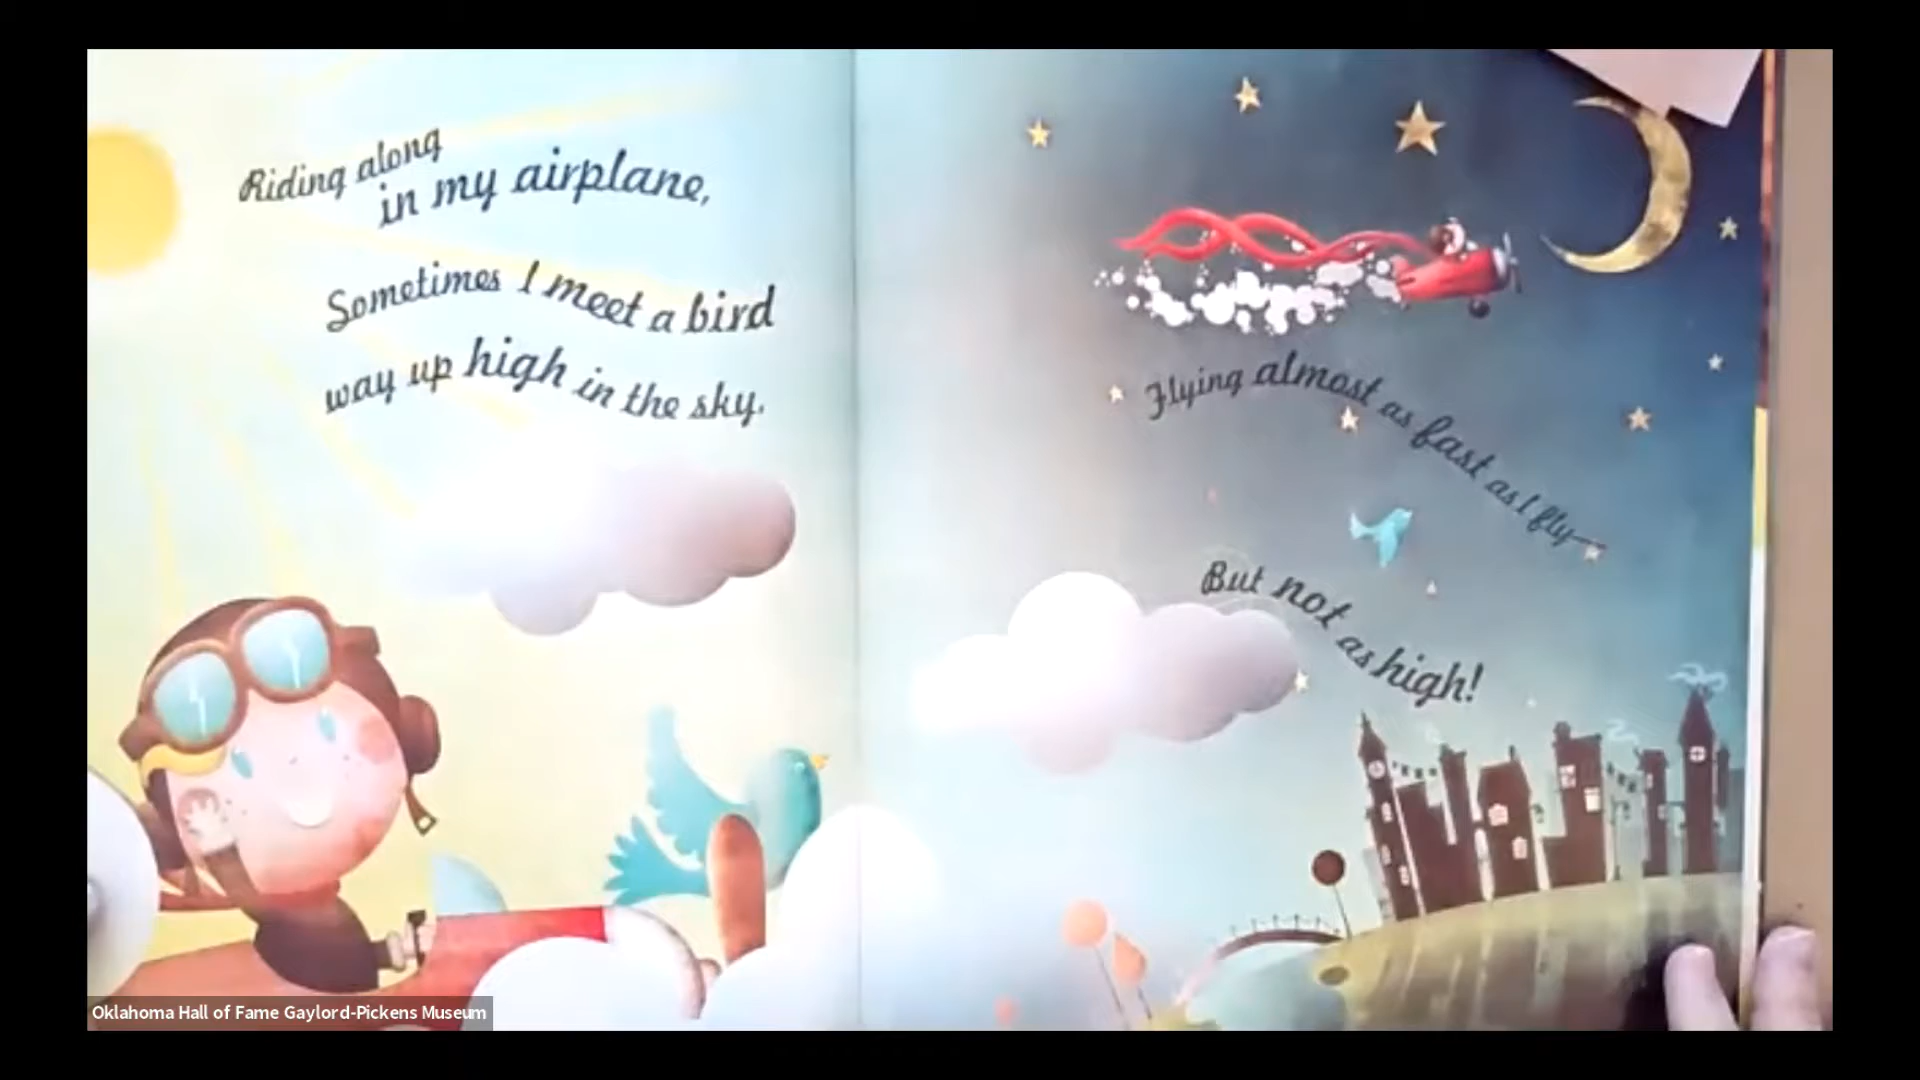 Riding along
in my airplane,
Sometimes I meet a bird
way up high in the sky.
Flying almost as fast as I fly—
But not as high!
Oklahoma Hall of Fame Gaylord-Pickens Museum